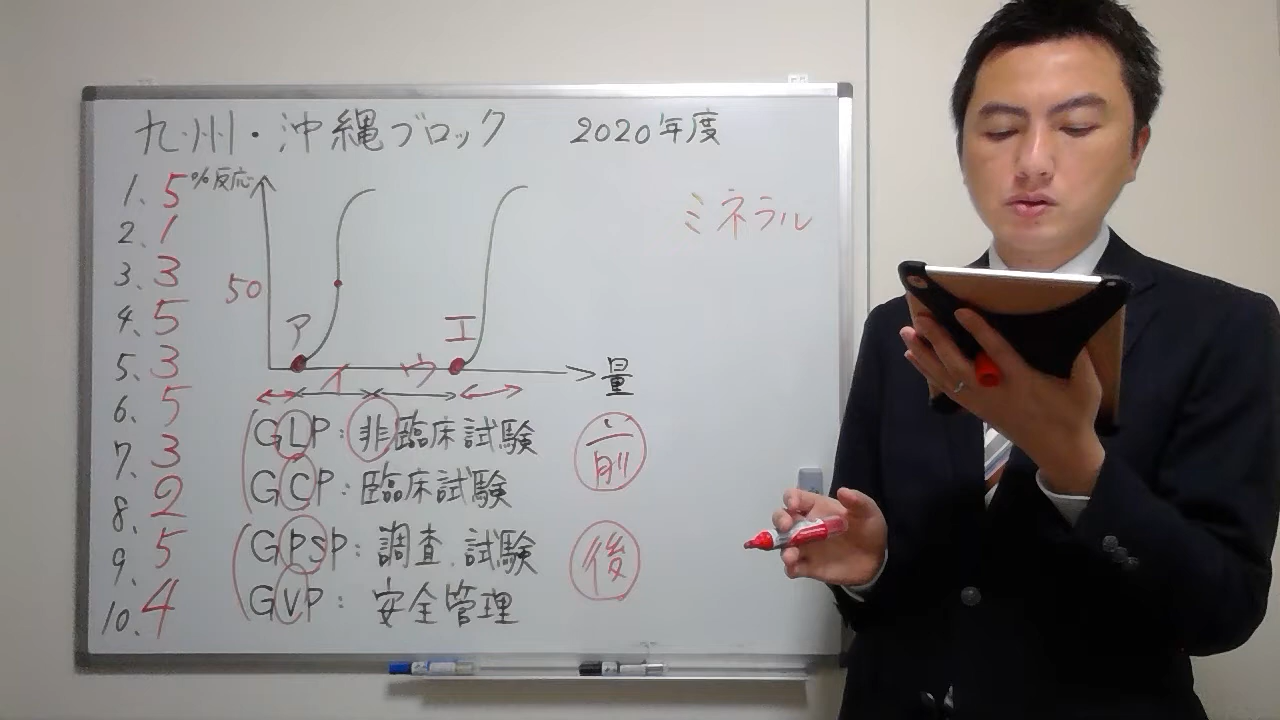 九州・沖縄ブロック 2020年度
1. 5
2. 1
3. 3
4. 5
5. 3
6. 5
7. 3
8. 2
9. 5
10. 4
%反応
50
ア
イ
ウ
エ
量
ミネラル
GLP: 非臨床試験
GCP: 臨床試験
前
GPSP: 調査.試験
GVP: 安全管理
後